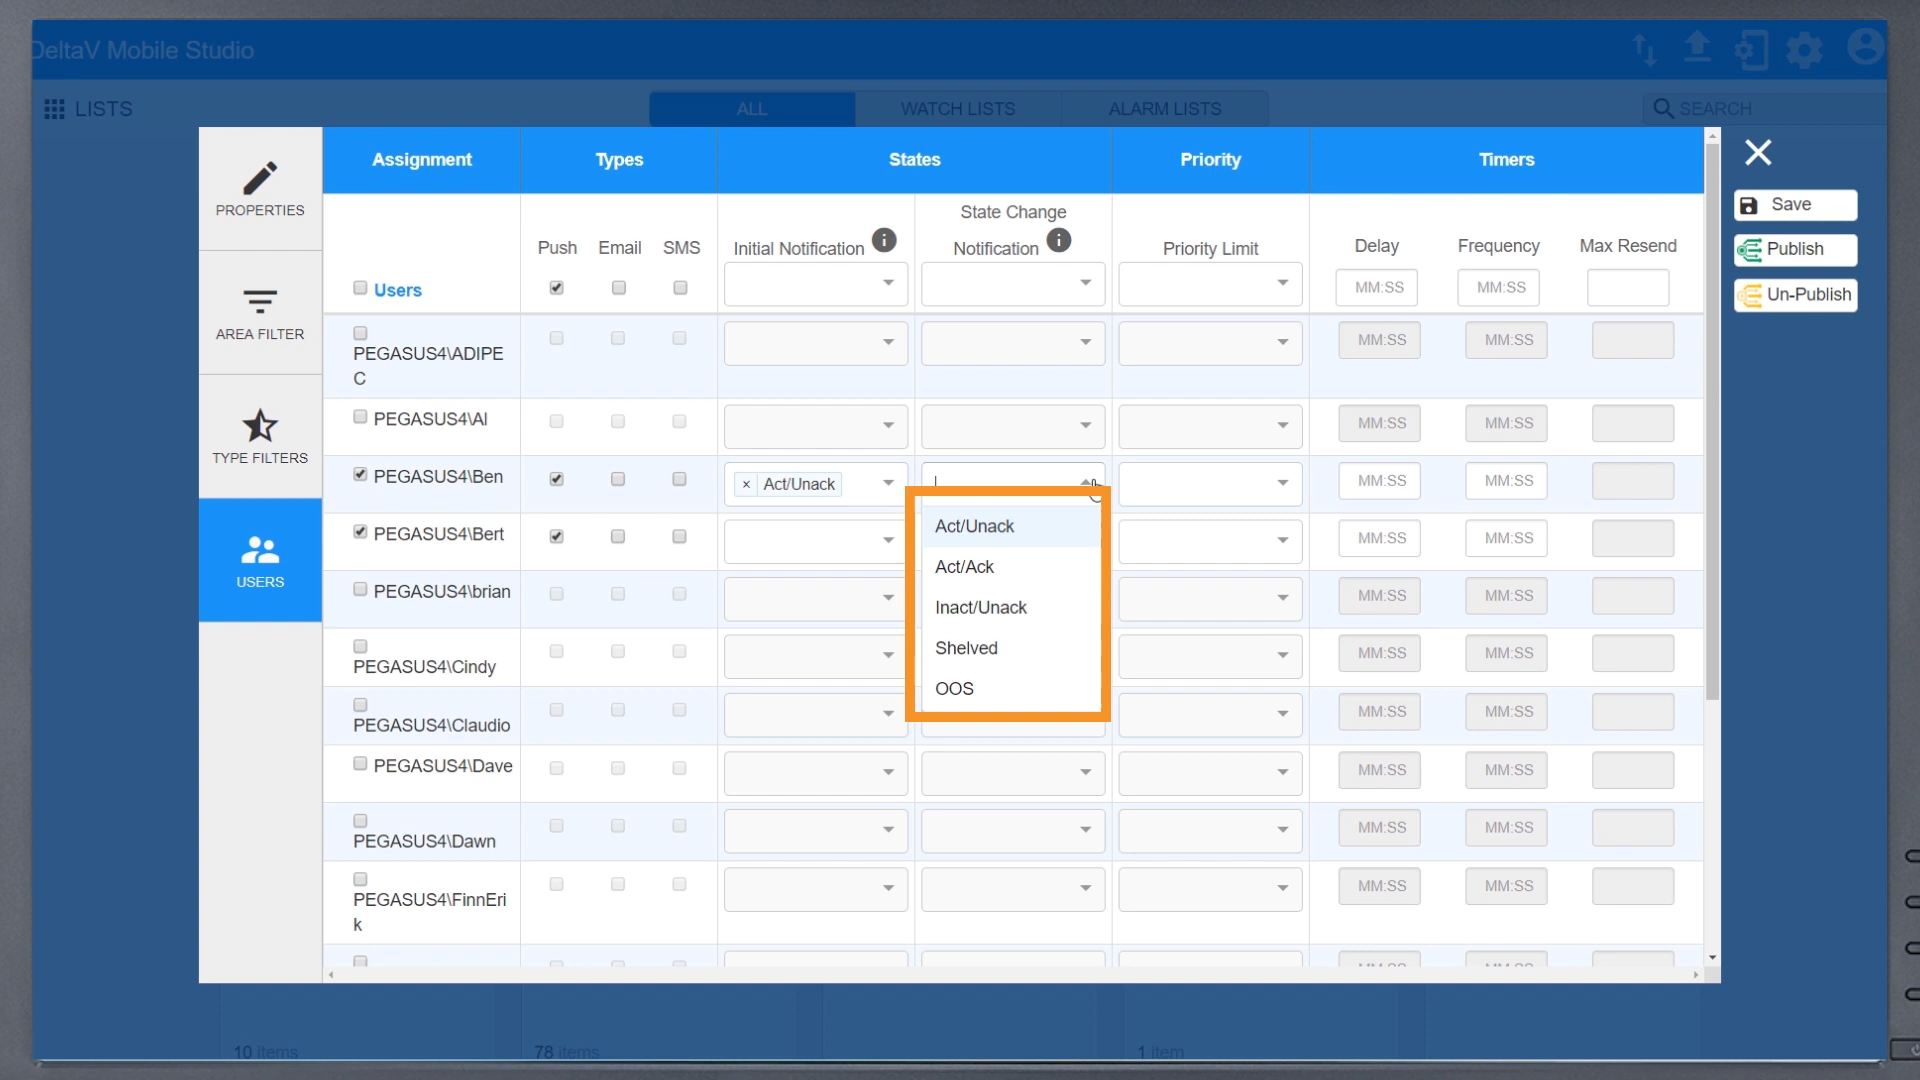 DeltaV Mobile Studio
LISTS
ALL
WATCH LISTS
ALARM LISTS
SEARCH
PROPERTIES
AREA FILTER
TYPE FILTERS
USERS
Assignment Types States Priority Timers
State Change
Push Email SMS Initial Notification Notification Priority Limit Delay Frequency Max Resend
Users MM:SS MM:SS
PEGASUS4\ADIPE
C
MM:SS MM:SS
PEGASUS4\Al MM:SS MM:SS
PEGASUS4\Ben × Act/Unack MM:SS MM:SS
PEGASUS4\Bert MM:SS MM:SS
PEGASUS4\brian MM:SS MM:SS
PEGASUS4\Cindy MM:SS MM:SS
PEGASUS4\Claudio MM:SS MM:SS
PEGASUS4\Dave MM:SS MM:SS
PEGASUS4\Dawn MM:SS MM:SS
PEGASUS4\FinnEri
k
MM:SS MM:SS
Act/Unack
Act/Ack
Inact/Unack
Shelved
OOS
Save
Publish
Un-Publish
10 items
78 items
1 item